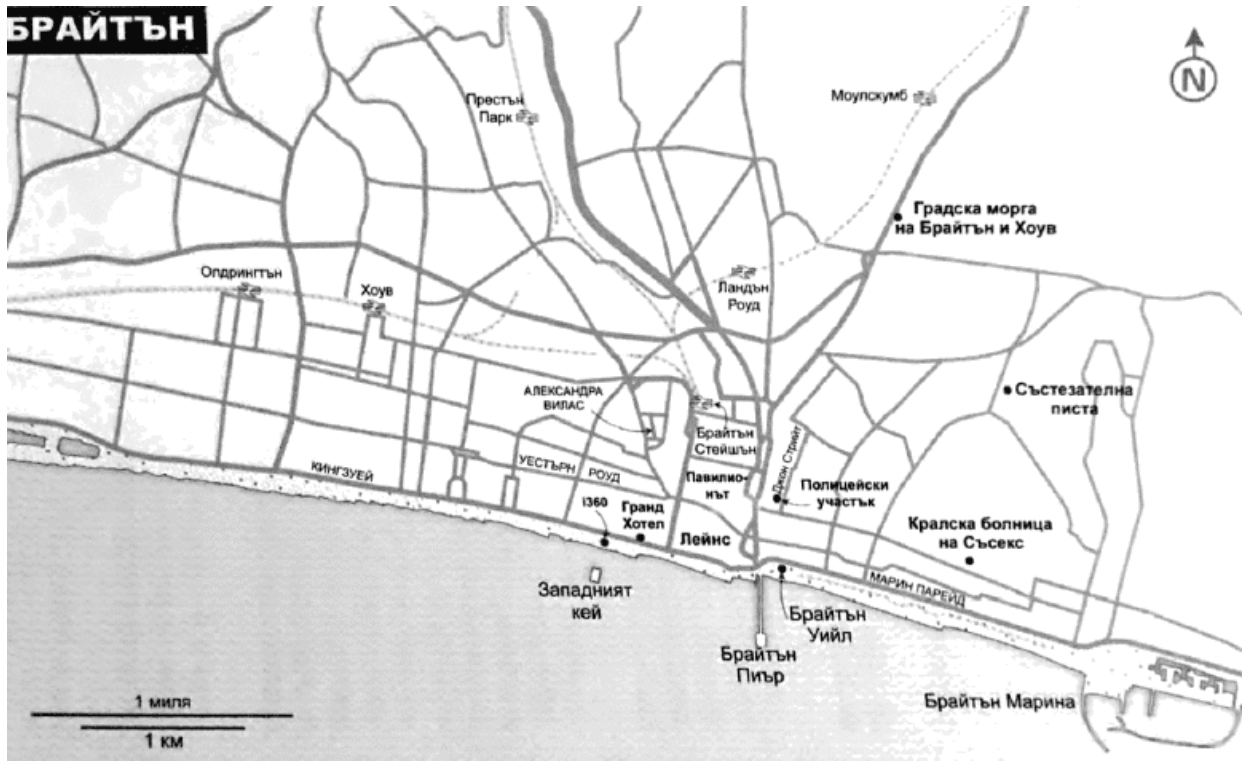 БРАЙТЪН
N
Престън
Парк
Моулскумб
Градска морга
на Брайтън и Хоув
Олдрингтън
Хоув
Ландън
Роуд
АЛЕКСАНДРА
ВИЛАС
Състезателна
писта
Брайтън
Стейшън
УЕСТЪРН РОУД
КИНГЗУЕЙ
Павилио-
нът
Джон Стрийт
Полицейски
участък
i360
Гранд
Хотел
Лейнс
Кралска болница
на Съсекс
МАРИН ПАРЕЙД
Западният
кей
Брайтън
Уийл
Брайтън
Пиър
Брайтън Марина
1 миля
1 км